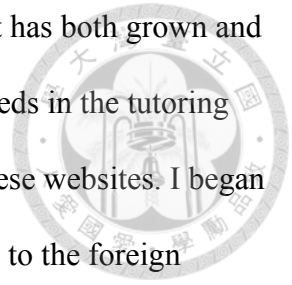 t has both grown and
eds in the tutoring
ese websites. I began
to the foreign